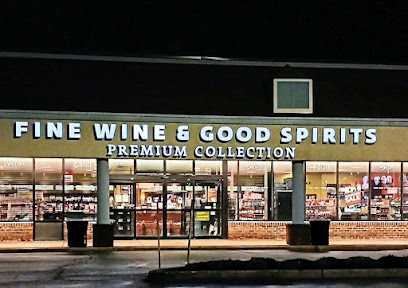 FINE WINE & GOOD SPIRITS
PREMIUM COLLECTION